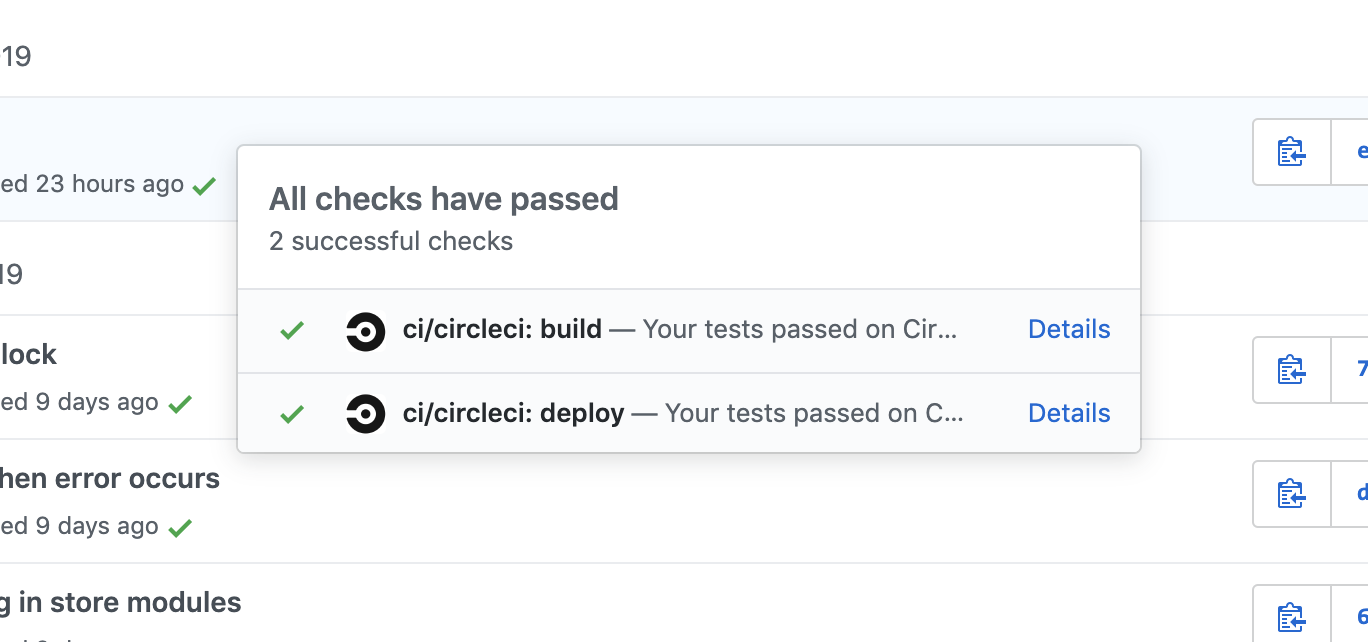 19
ed 23 hours ago
All checks have passed
2 successful checks
ci/circleci: build — Your tests passed on Cir...
Details
ci/circleci: deploy — Your tests passed on C...
Details
19
lock
ed 9 days ago
7
hen error occurs
ed 9 days ago
d
g in store modules
6